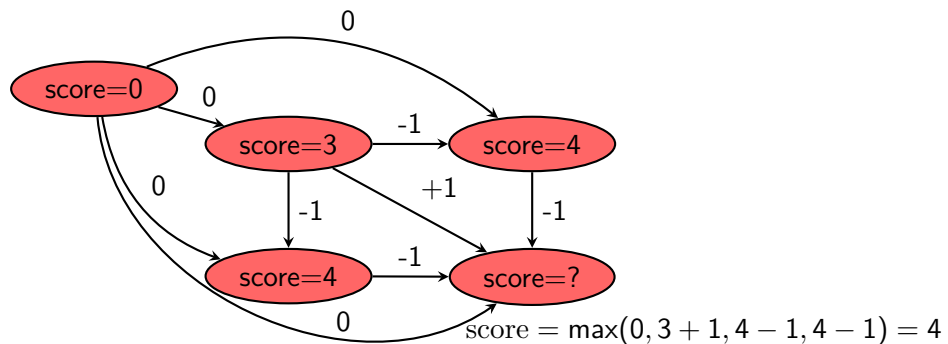 0
score=0
0
score=3
-1
score=4
0
-1
+1
-1
score=4
-1
score=?
0
score = max(0, 3 + 1, 4 − 1, 4 − 1) = 4